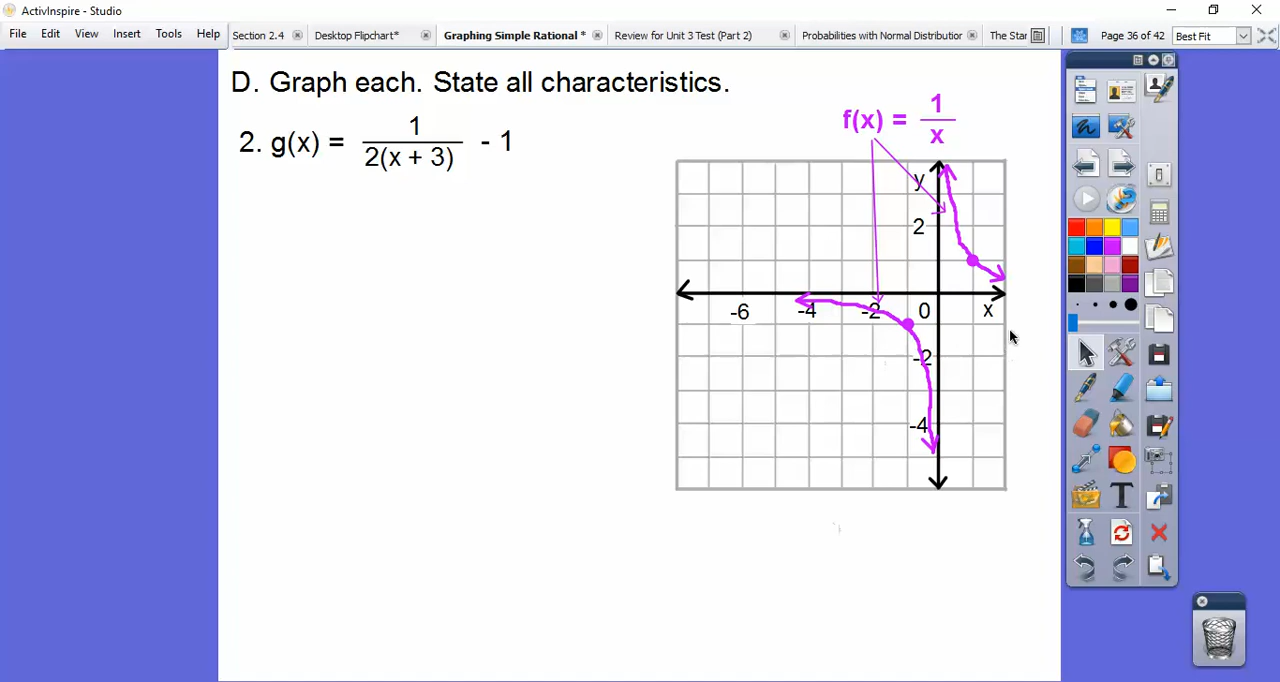 ActivInspire - Studio
File Edit View Insert Tools Help
Section 2.4 Desktop Flipchart* Graphing Simple Rational * Review for Unit 3 Test (Part 2) Probabilities with Normal Distribution The Star
Page 36 of 42 Best Fit
D. Graph each. State all characteristics.
2. g(x) = 1 / 2(x + 3) - 1
f(x) = 1 / x
y
2
-6 -4 -2 0 x
-2
-4
T